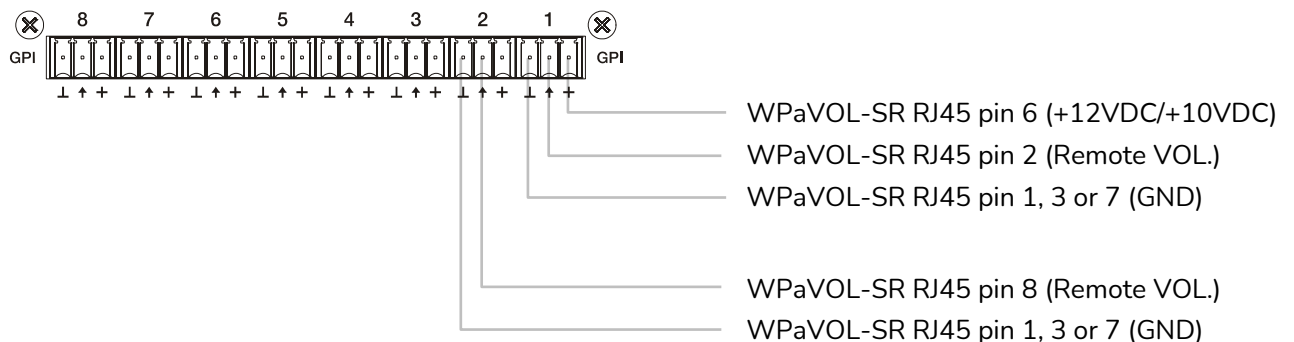 8 7 6 5 4 3 2 1
GPI GPI
⊥ ↑ + ⊥ ↑ + ⊥ ↑ + ⊥ ↑ + ⊥ ↑ + ⊥ ↑ + ⊥ ↑ + ⊥ ↑ +
WPaVOL-SR RJ45 pin 6 (+12VDC/+10VDC)
WPaVOL-SR RJ45 pin 2 (Remote VOL.)
WPaVOL-SR RJ45 pin 1, 3 or 7 (GND)
WPaVOL-SR RJ45 pin 8 (Remote VOL.)
WPaVOL-SR RJ45 pin 1, 3 or 7 (GND)